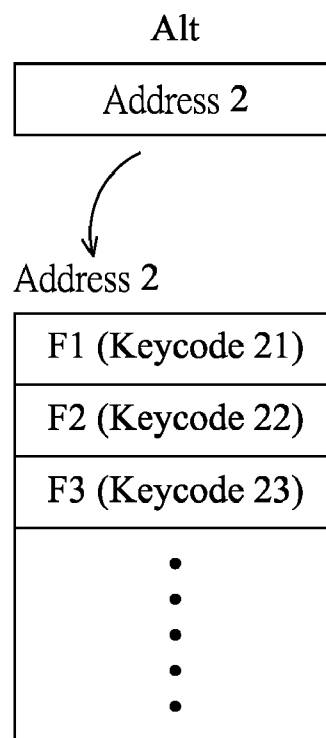 Alt
Address 2
Address 2
F1 (Keycode 21)
F2 (Keycode 22)
F3 (Keycode 23)